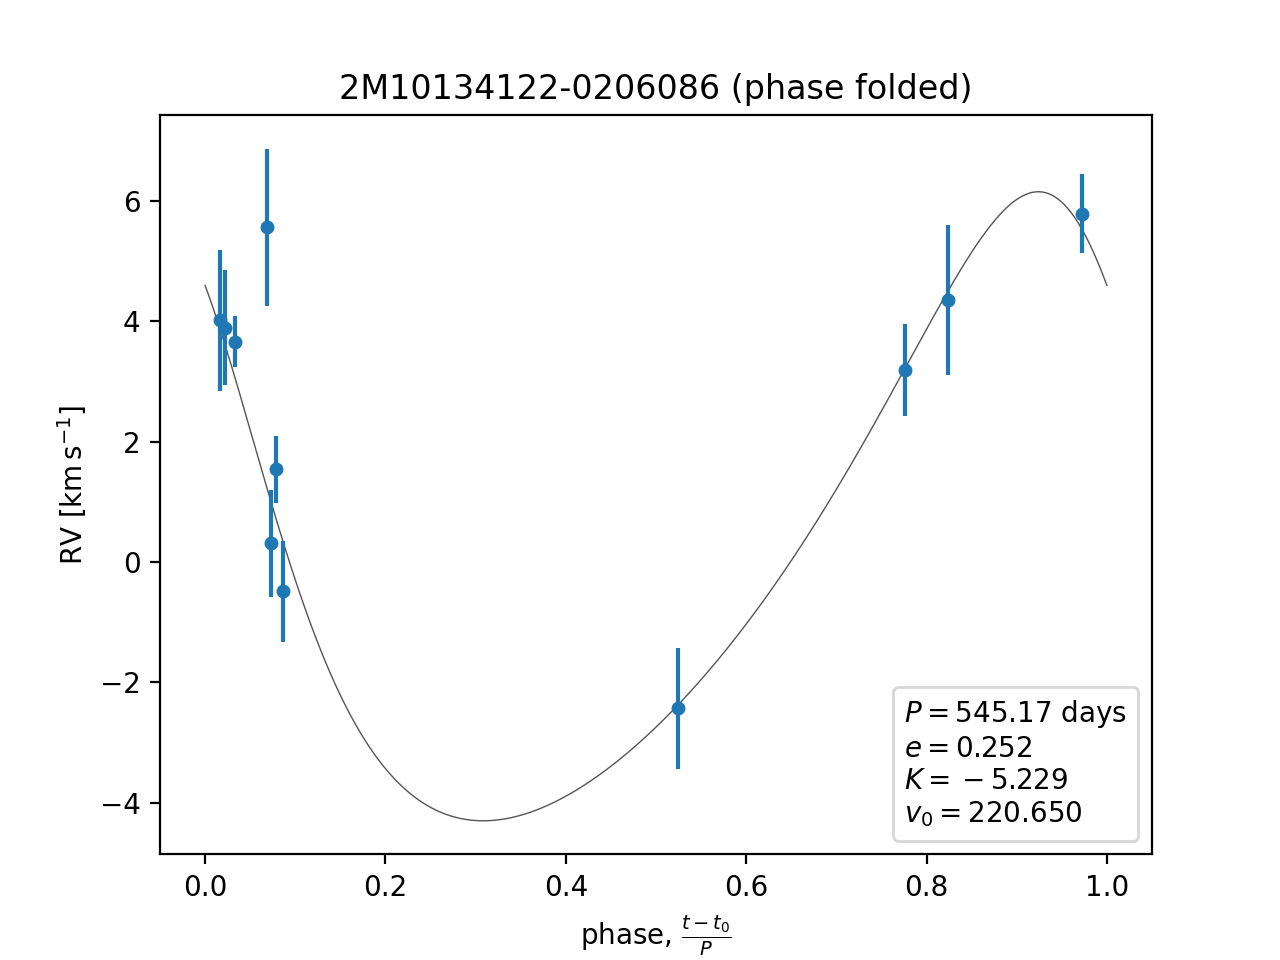 2M10134122-0206086 (phase folded)
RV [km s⁻¹]
6
4
2
0
−2
−4
P = 545.17 days
e = 0.252
K = −5.229
v₀ = 220.650
0.0 0.2 0.4 0.6 0.8 1.0
phase, (t − t₀)/P